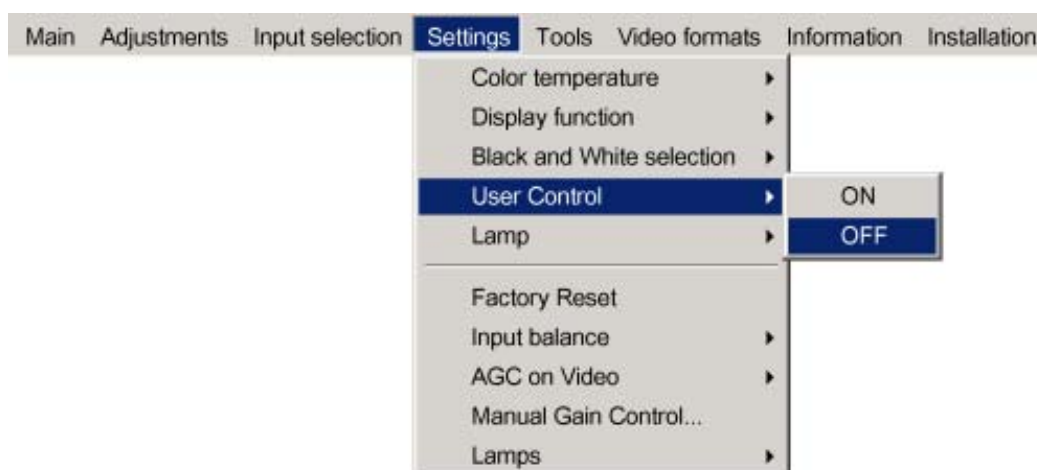 Main Adjustments Input selection Settings Tools Video formats Information Installation
Color temperature
Display function
Black and White selection
User Control
ON
OFF
Lamp
Factory Reset
Input balance
AGC on Video
Manual Gain Control...
Lamps